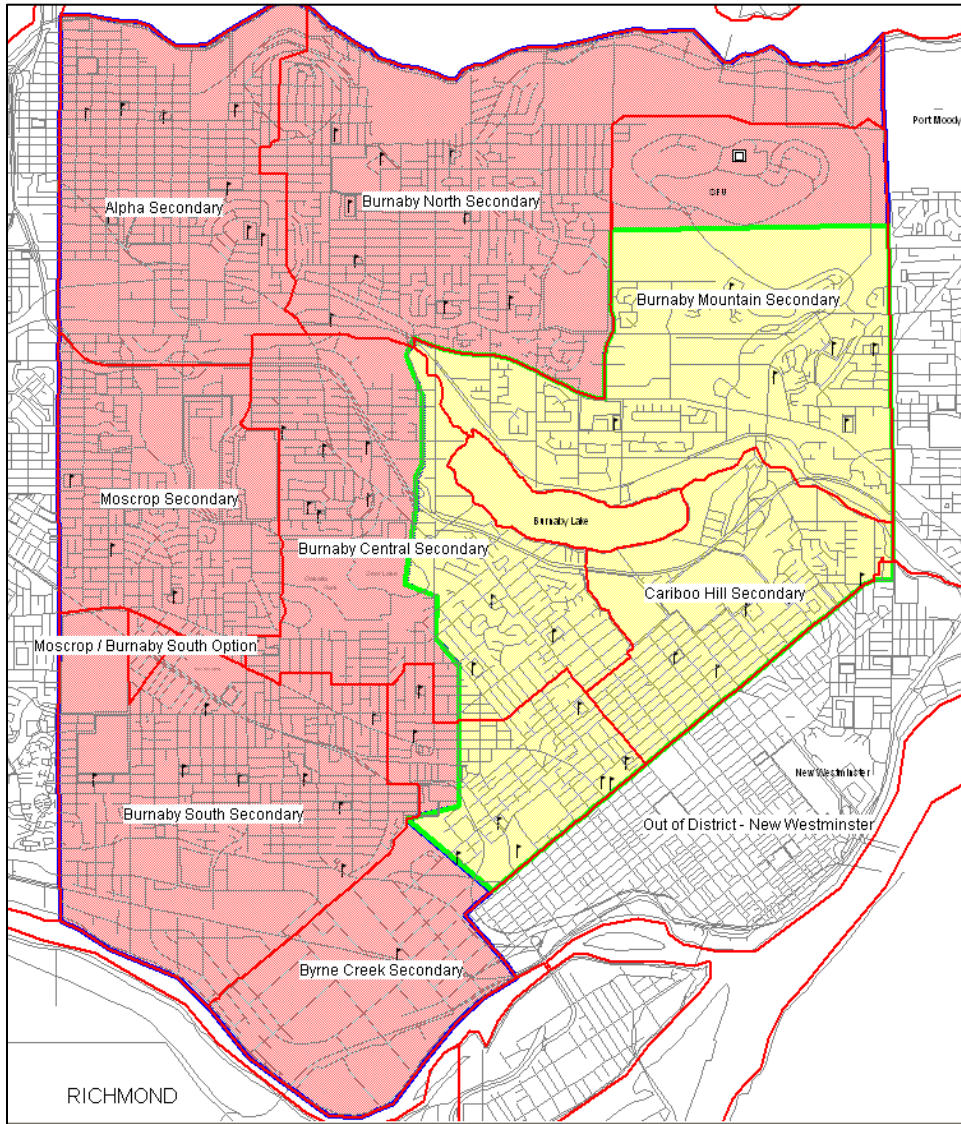 Port Moody
SFU
Alpha Secondary
Burnaby North Secondary
Burnaby Mountain Secondary
Moscrop Secondary
Burnaby Lake
Burnaby Central Secondary
Cariboo Hill Secondary
Moscrop / Burnaby South Option
New Westminster
Burnaby South Secondary
Out of District - New Westminster
Byrne Creek Secondary
RICHMOND